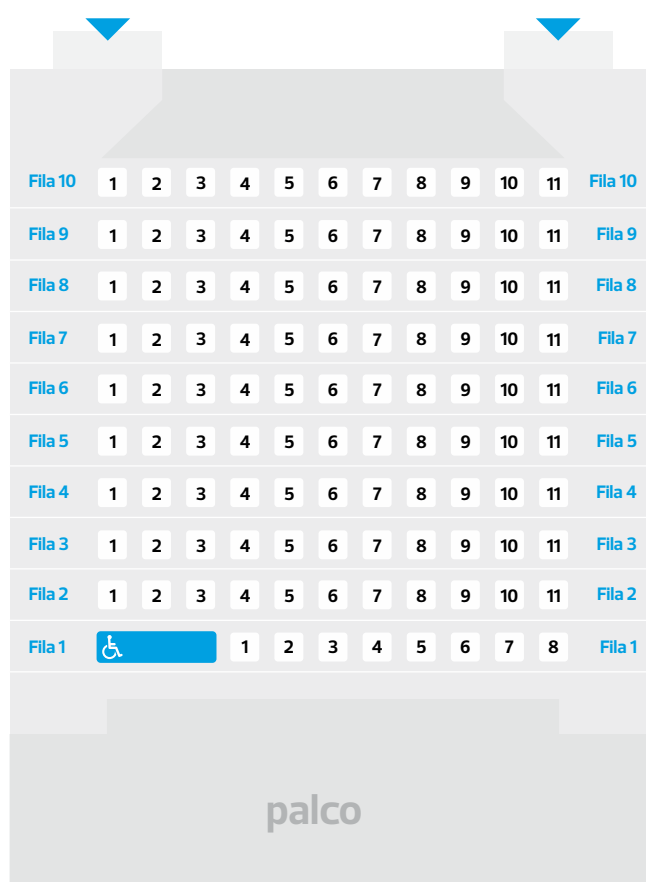 Fila 10 1 2 3 4 5 6 7 8 9 10 11 Fila 10
Fila 9 1 2 3 4 5 6 7 8 9 10 11 Fila 9
Fila 8 1 2 3 4 5 6 7 8 9 10 11 Fila 8
Fila 7 1 2 3 4 5 6 7 8 9 10 11 Fila 7
Fila 6 1 2 3 4 5 6 7 8 9 10 11 Fila 6
Fila 5 1 2 3 4 5 6 7 8 9 10 11 Fila 5
Fila 4 1 2 3 4 5 6 7 8 9 10 11 Fila 4
Fila 3 1 2 3 4 5 6 7 8 9 10 11 Fila 3
Fila 2 1 2 3 4 5 6 7 8 9 10 11 Fila 2
Fila 1 1 2 3 4 5 6 7 8 Fila 1
palco